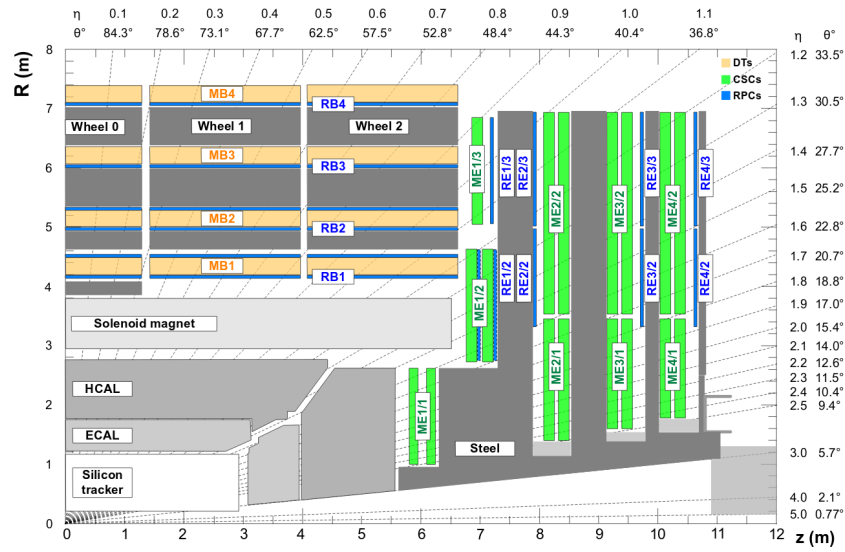 η 0.1 0.2 0.3 0.4 0.5 0.6 0.7 0.8 0.9 1.0 1.1 η θ°
θ° 84.3° 78.6° 73.1° 67.7° 62.5° 57.5° 52.8° 48.4° 44.3° 40.4° 36.8°
R (m)
8
7
6
5
4
3
2
1
0
1.2 33.5°
1.3 30.5°
1.4 27.7°
1.5 25.2°
1.6 22.8°
1.7 20.7°
1.8 18.8°
1.9 17.0°
2.0 15.4°
2.1 14.0°
2.2 12.6°
2.3 11.5°
2.4 10.4°
2.5 9.4°
3.0 5.7°
4.0 2.1°
5.0 0.77°
DTs
CSCs
RPCs
MB4
RB4
Wheel 0 Wheel 1 Wheel 2
MB3
RB3
MB2
RB2
MB1
RB1
Solenoid magnet
HCAL
ECAL
Silicon
tracker
Steel
ME1/3
RE1/3
RE2/3
ME2/2
ME3/2
RE3/3
ME4/2
RE4/3
ME1/2
RE1/2
RE2/2
RE3/2
RE4/2
ME1/1
ME2/1
ME3/1
ME4/1
0 1 2 3 4 5 6 7 8 9 10 11 12
z (m)